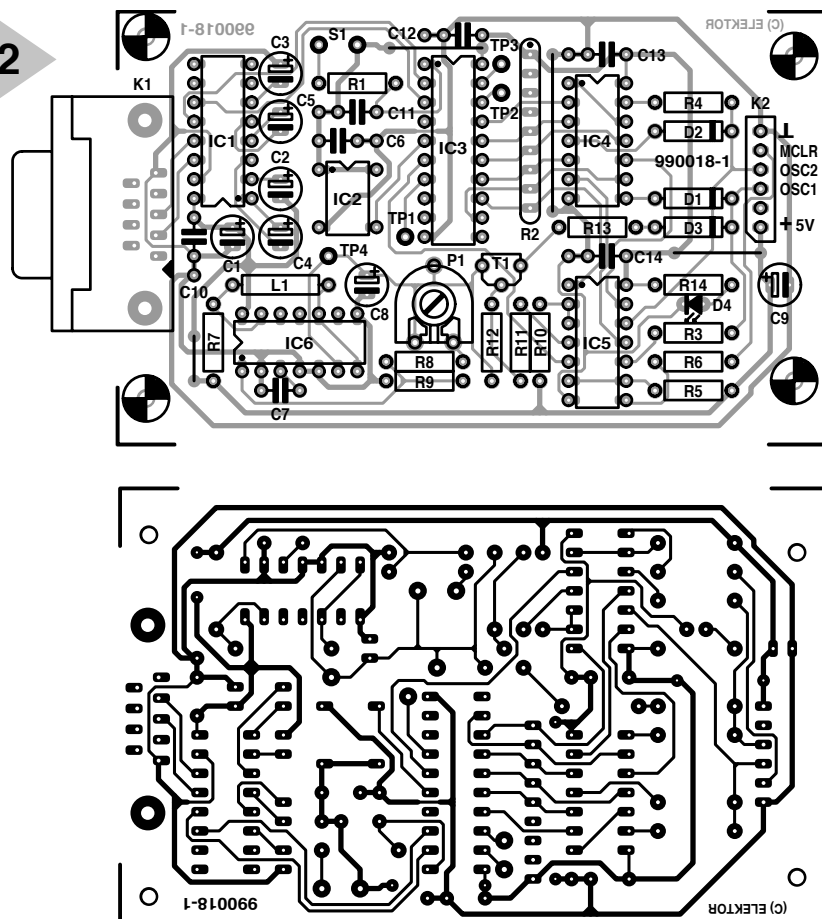 2
990018-1
(C) ELEKTOR
K1
C3
S1
C12
TP3
C13
R1
C5
C11
TP2
R4
K2
IC1
C6
IC3
IC4
D2
⊥
990018-1
MCLR
C2
IC2
OSC2
D1
OSC1
TP1
R2
R13
D3
+ 5V
C1
C4
TP4
P1
T1
C14
C10
L1
C8
R14
D4
C9
R7
IC6
R12
R11
R10
IC5
R3
R8
R6
R9
R5
C7
990018-1
(C) ELEKTOR